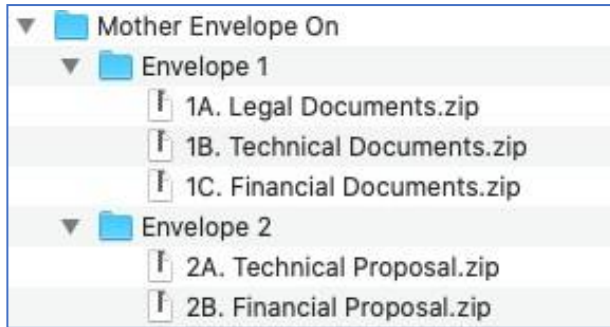 Mother Envelope On
Envelope 1
1A. Legal Documents.zip
1B. Technical Documents.zip
1C. Financial Documents.zip
Envelope 2
2A. Technical Proposal.zip
2B. Financial Proposal.zip